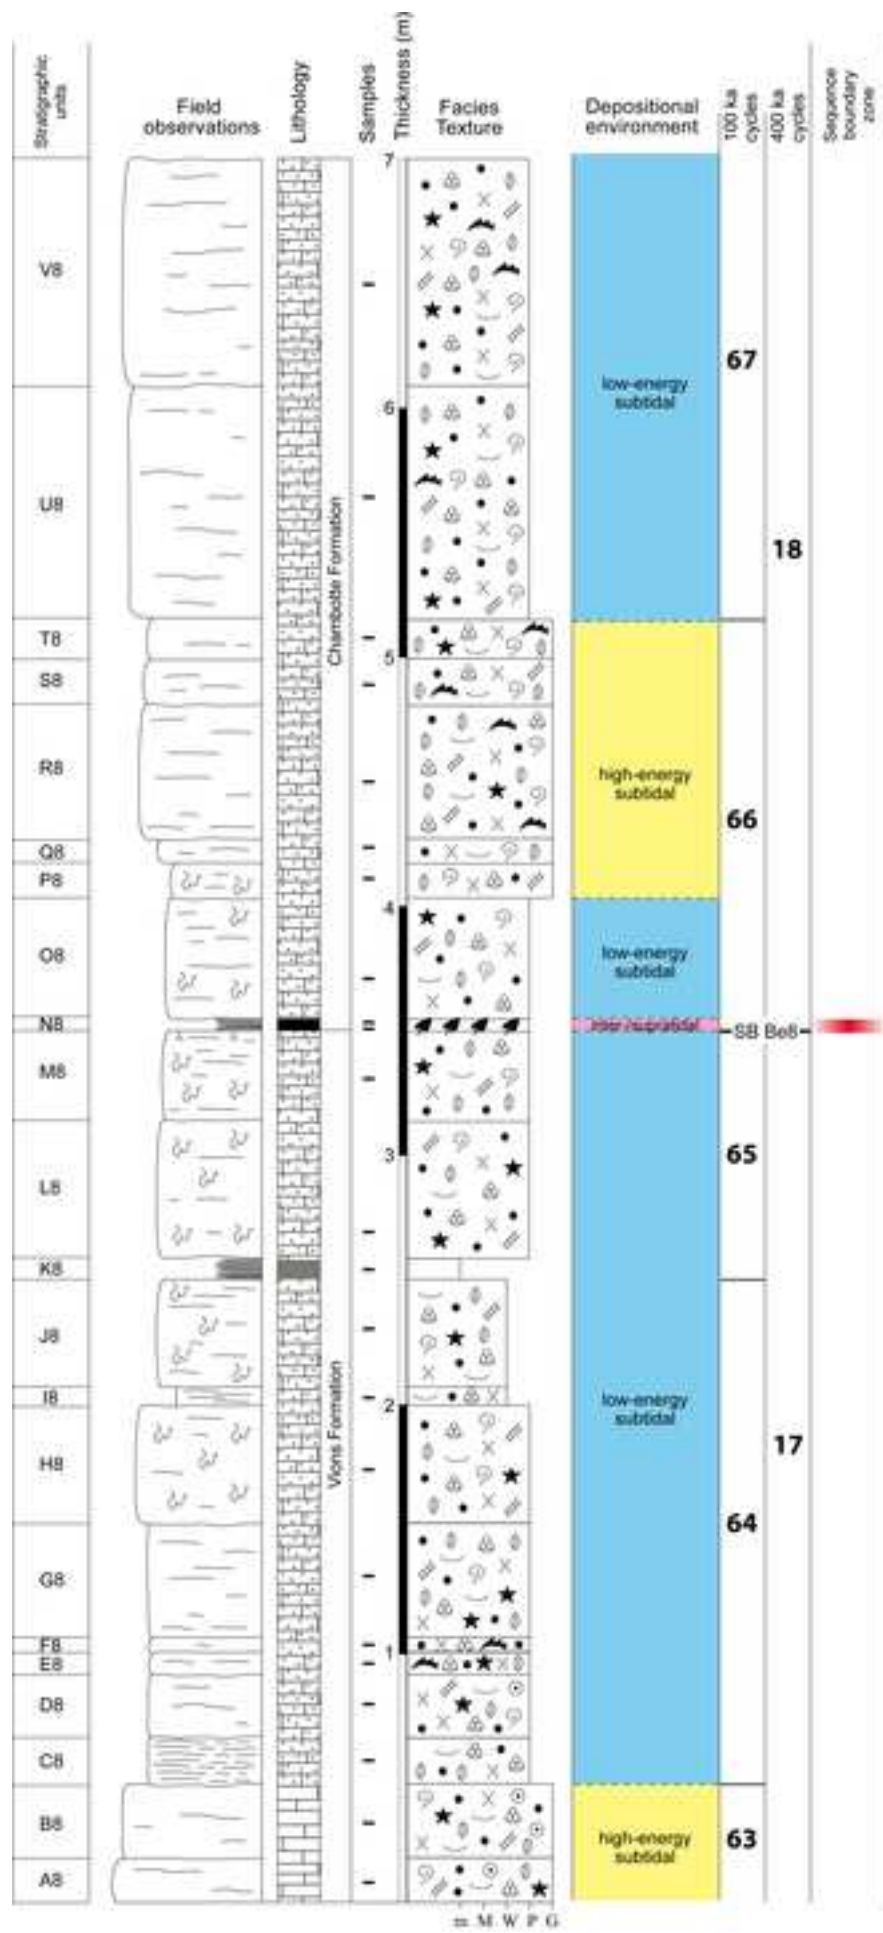 Stratigraphic
units
Field
observations
Lithology
Samples
Thickness (m)
Facies
Texture
Depositional
environment
100 ka
cycles
400 ka
cycles
Sequence
boundary
zone
7
V8
67
low-energy
subtidal
6
U8
18
Chambotte Formation
T8
5
S8
R8
high-energy
subtidal
66
Q8
P8
4
O8
low-energy
subtidal
N8
inter-/supratidal
SB Be8
M8
3
65
L8
K8
J8
I8
2
low-energy
subtidal
Vions Formation
17
H8
64
G8
F8
1
E8
D8
C8
B8
high-energy
subtidal
63
A8
m M W P G